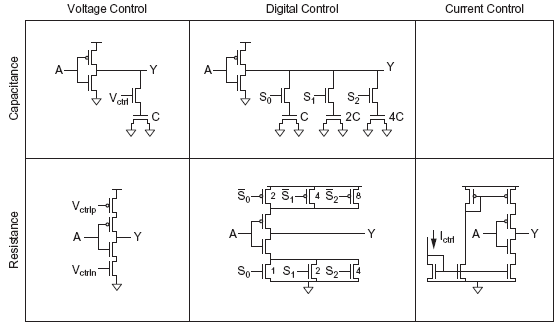 Voltage Control Digital Control Current Control
Capacitance
A Y
Vctrl
C
A Y
S0 S1 S2
C 2C 4C
Resistance
Vctrlp
A Y
Vctrln
S̅0 2 S̅1 4 S̅2 8
A Y
S0 1 S1 2 S2 4
Ictrl
A Y